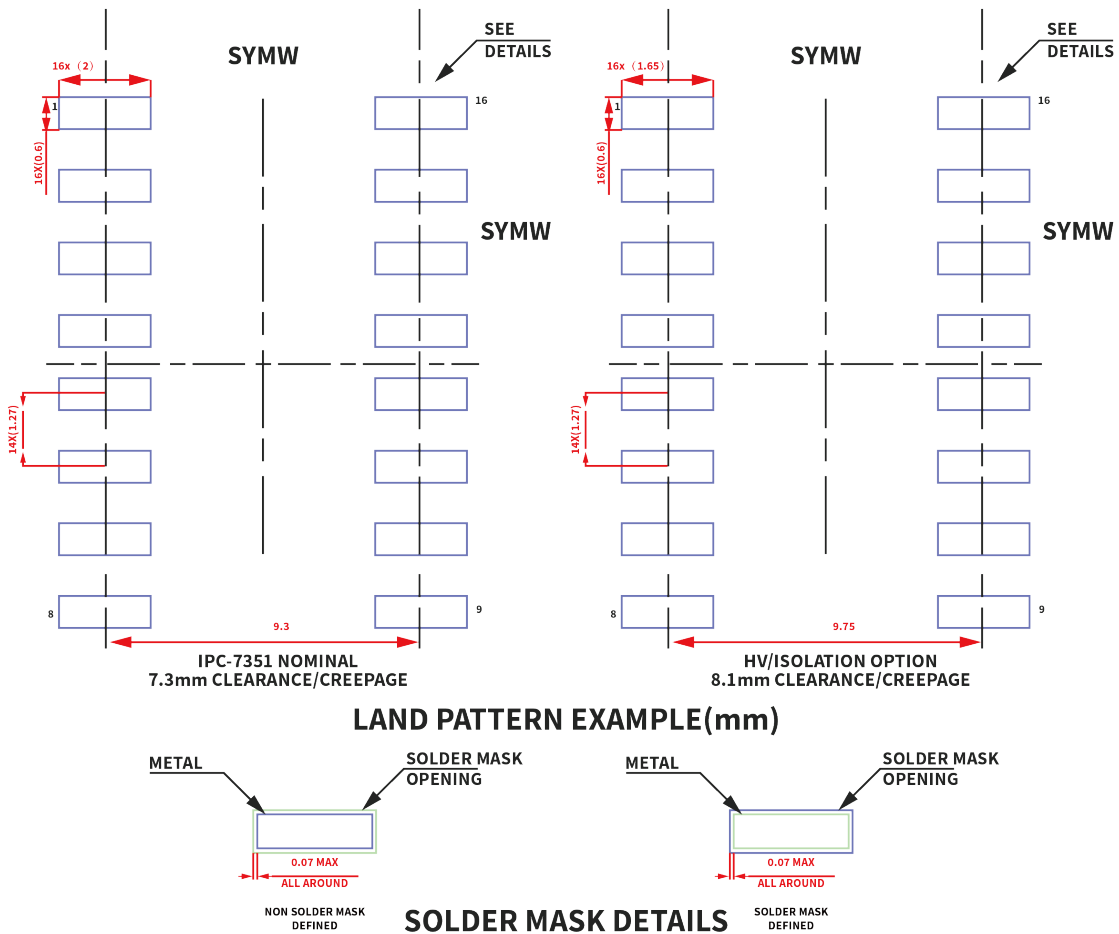 SYMW
SEE
DETAILS
16x（2）
1
16
16X(0.6)
SYMW
14X(1.27)
8
9
9.3
IPC-7351 NOMINAL
7.3mm CLEARANCE/CREEPAGE
SYMW
SEE
DETAILS
16x（1.65）
1
16
16X(0.6)
SYMW
14X(1.27)
8
9
9.75
HV/ISOLATION OPTION
8.1mm CLEARANCE/CREEPAGE
LAND PATTERN EXAMPLE(mm)
METAL
SOLDER MASK
OPENING
0.07 MAX
ALL AROUND
NON SOLDER MASK
DEFINED
METAL
SOLDER MASK
OPENING
0.07 MAX
ALL AROUND
SOLDER MASK
DEFINED
SOLDER MASK DETAILS